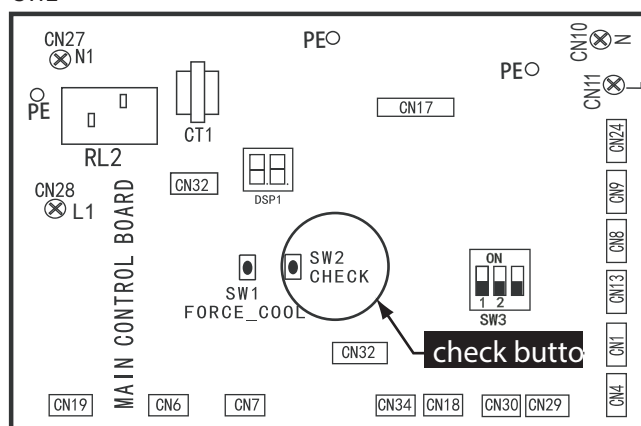 CN27
N1
PE
PE
PE
CN10
N
CN11
CN17
CT1
RL2
CN24
CN32
DSP1
CN9
CN28
L1
MAIN CONTROL BOARD
CN8
SW2
CHECK
SW1
FORCE_COOL
ON
1 2
SW3
CN13
CN32
check butto
CN1
CN19
CN6
CN7
CN34
CN18
CN30
CN29
CN4